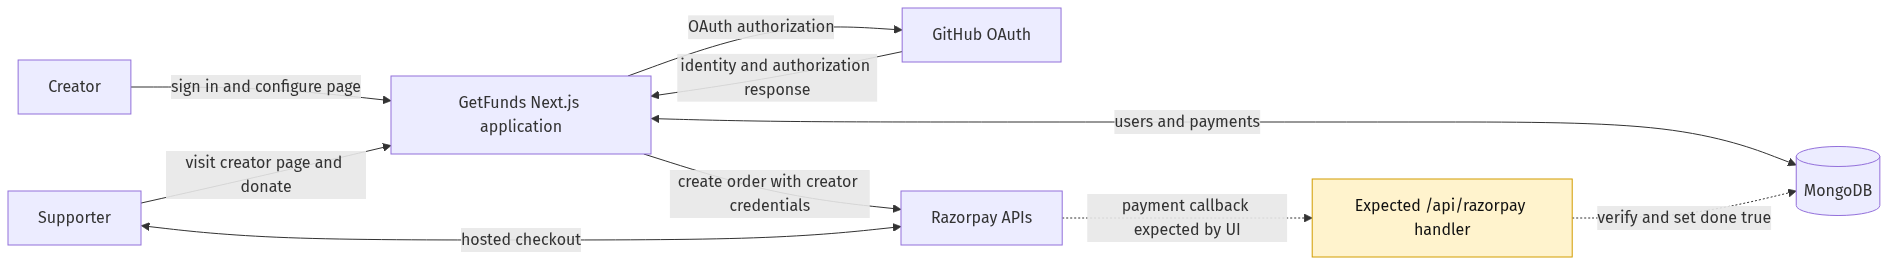 Creator
sign in and configure page
Supporter
visit creator page and
donate
GetFunds Next.js
application
OAuth authorization
GitHub OAuth
identity and authorization
response
users and payments
MongoDB
create order with creator
credentials
Razorpay APIs
hosted checkout
payment callback
expected by UI
Expected /api/razorpay
handler
verify and set done true